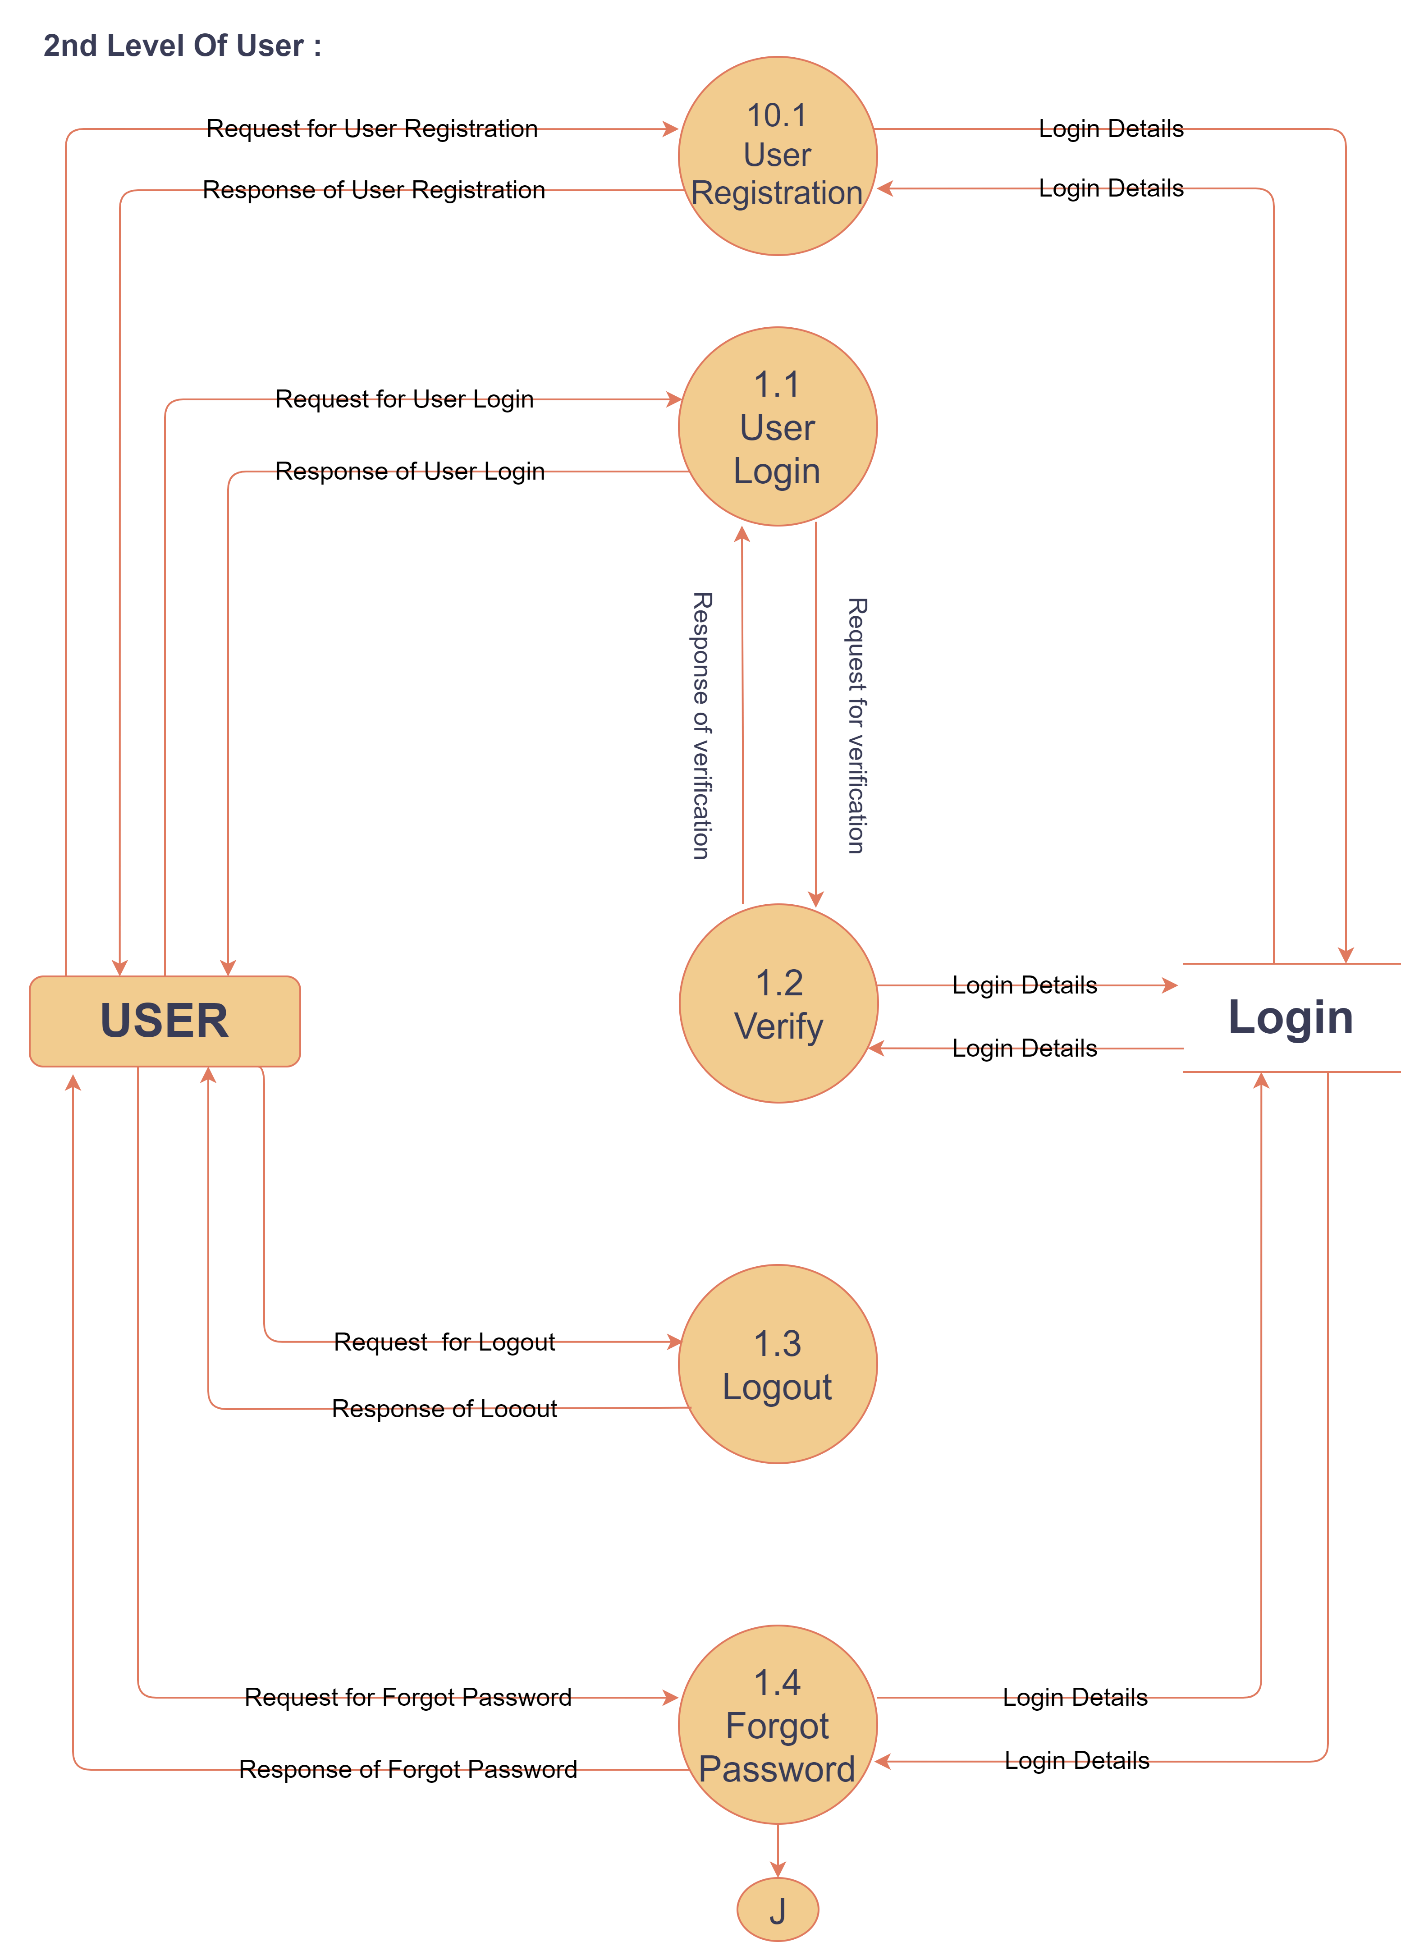 2nd Level Of User :
10.1
User
Registration
Request for User Registration
Login Details
Response of User Registration
Login Details
1.1
User
Login
Request for User Login
Response of User Login
Response of verification
Request for verification
USER
1.2
Verify
Login Details
Login Details
Login
1.3
Logout
Request  for Logout
Response of Looout
1.4
Forgot
Password
Request for Forgot Password
Login Details
Response of Forgot Password
Login Details
J